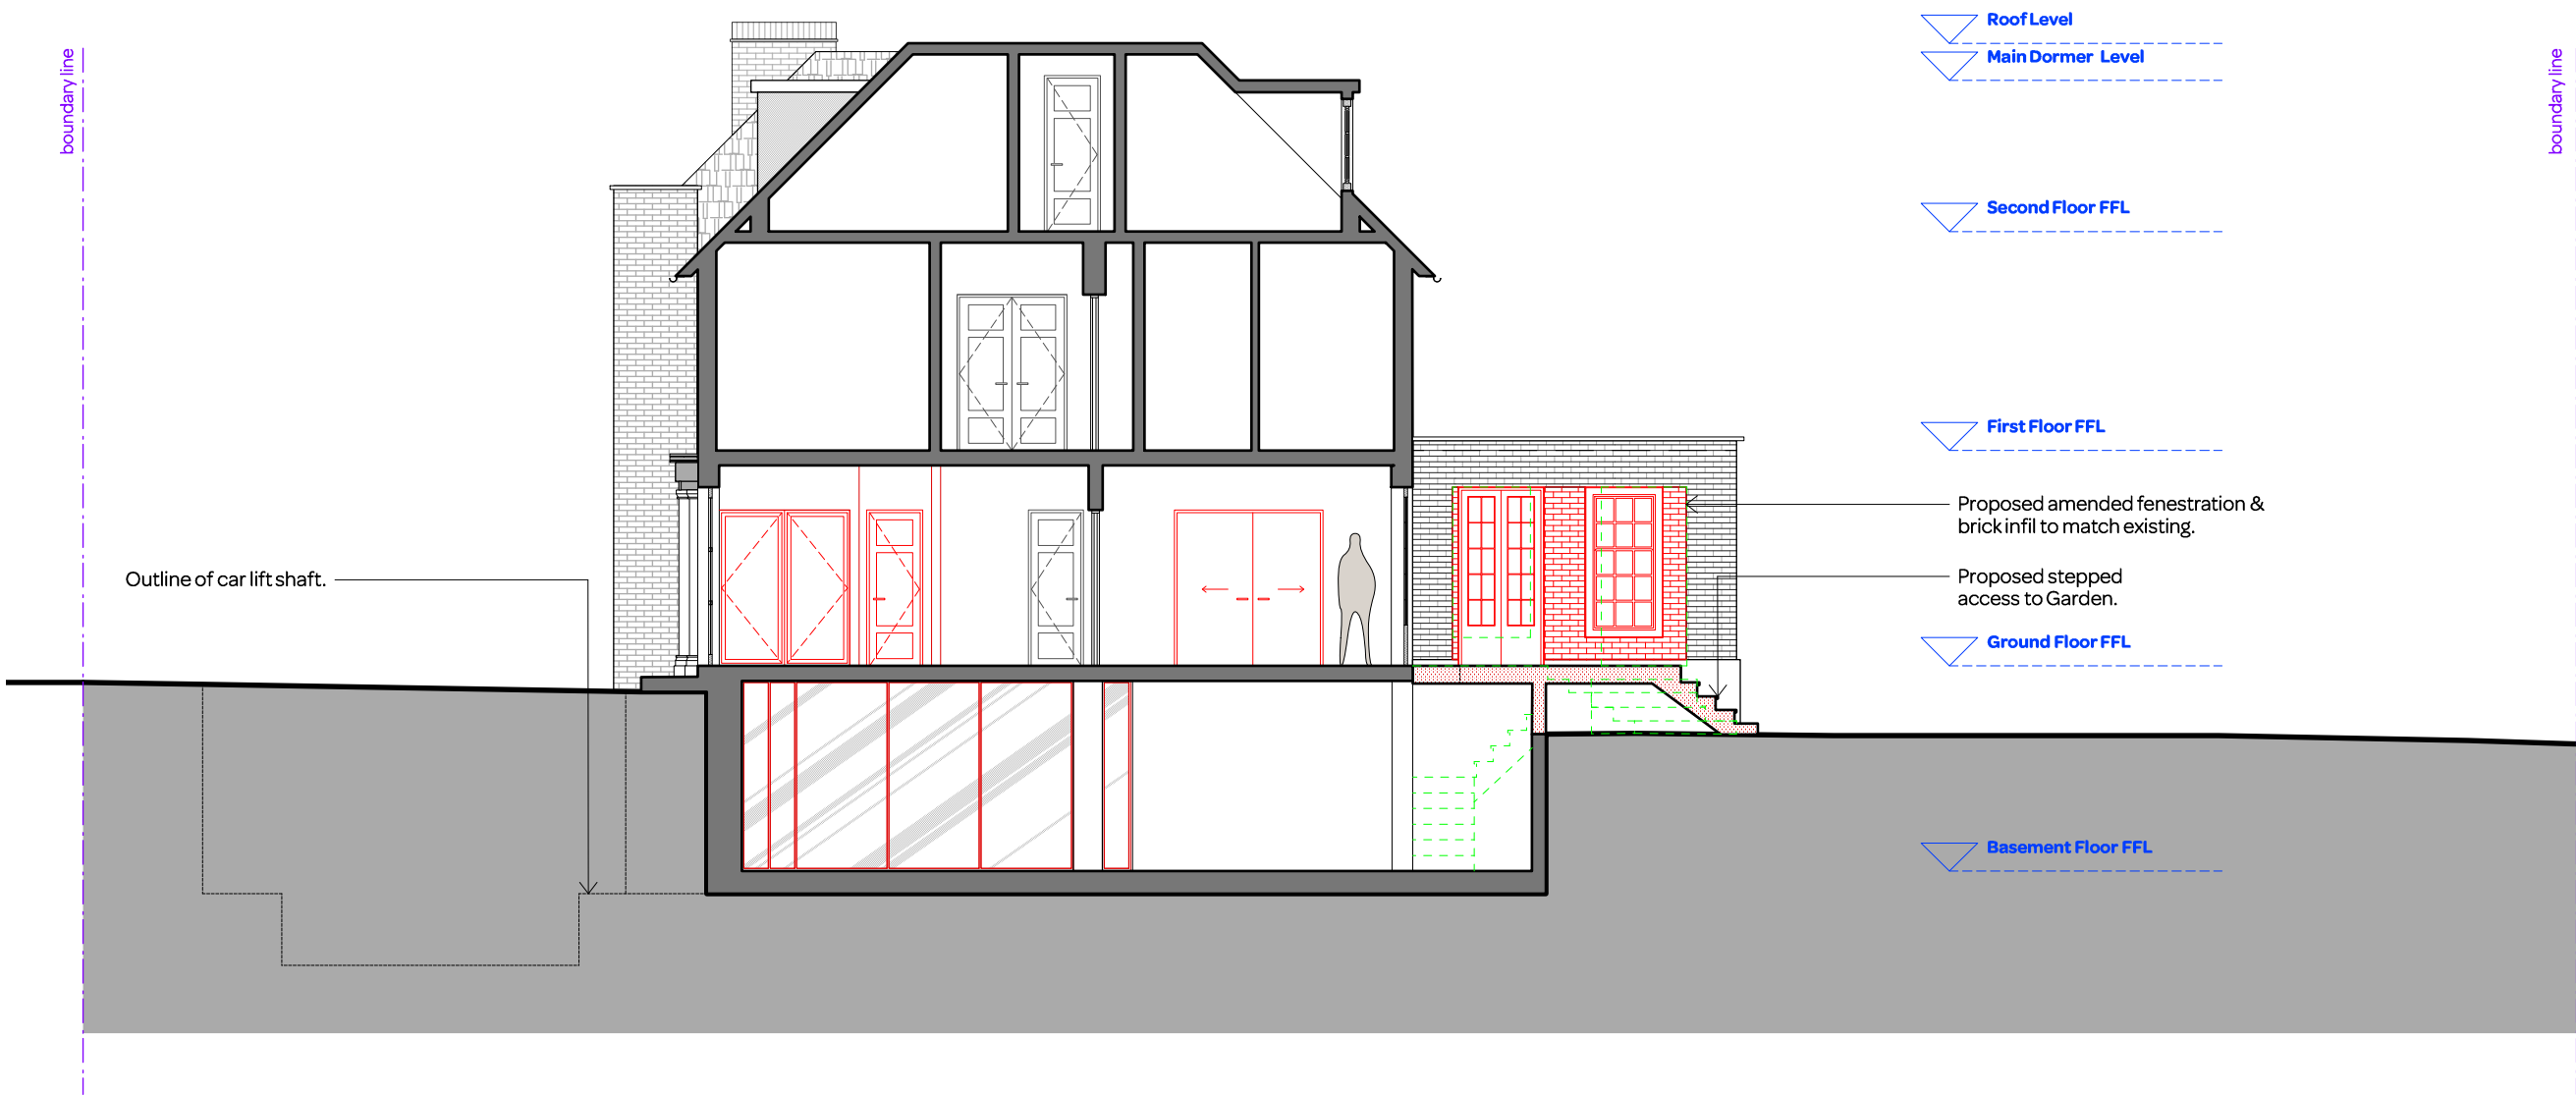 boundary line
boundary line
Roof Level
Main Dormer Level
Second Floor FFL
First Floor FFL
Proposed amended fenestration &
brick infil to match existing.
Outline of car lift shaft.
Proposed stepped
access to Garden.
Ground Floor FFL
Basement Floor FFL